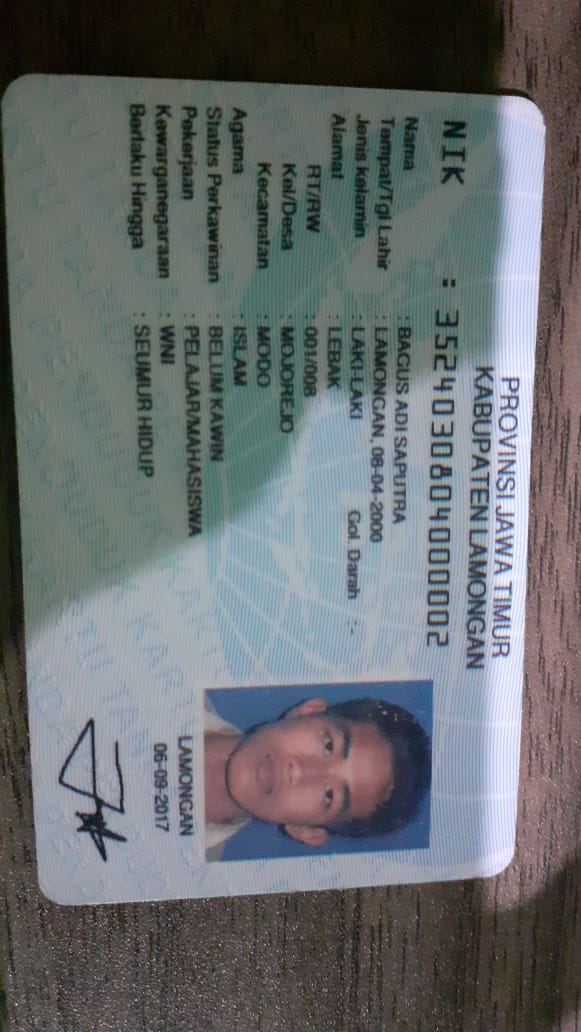 PROVINSI JAWA TIMUR
KABUPATEN LAMONGAN
NIK : 3524030804000002
Nama : BAGUS ADI SAPUTRA
Tempat/Tgl Lahir : LAMONGAN, 08-04-2000
Jenis kelamin : LAKI-LAKI Gol. Darah : -
Alamat : LEBAK
RT/RW : 001/008
Kel/Desa : MOJOREJO
Kecamatan : MODO
Agama : ISLAM
Status Perkawinan : BELUM KAWIN
Pekerjaan : PELAJAR/MAHASISWA
Kewarganegaraan : WNI
Berlaku Hingga : SEUMUR HIDUP
LAMONGAN
06-09-2017